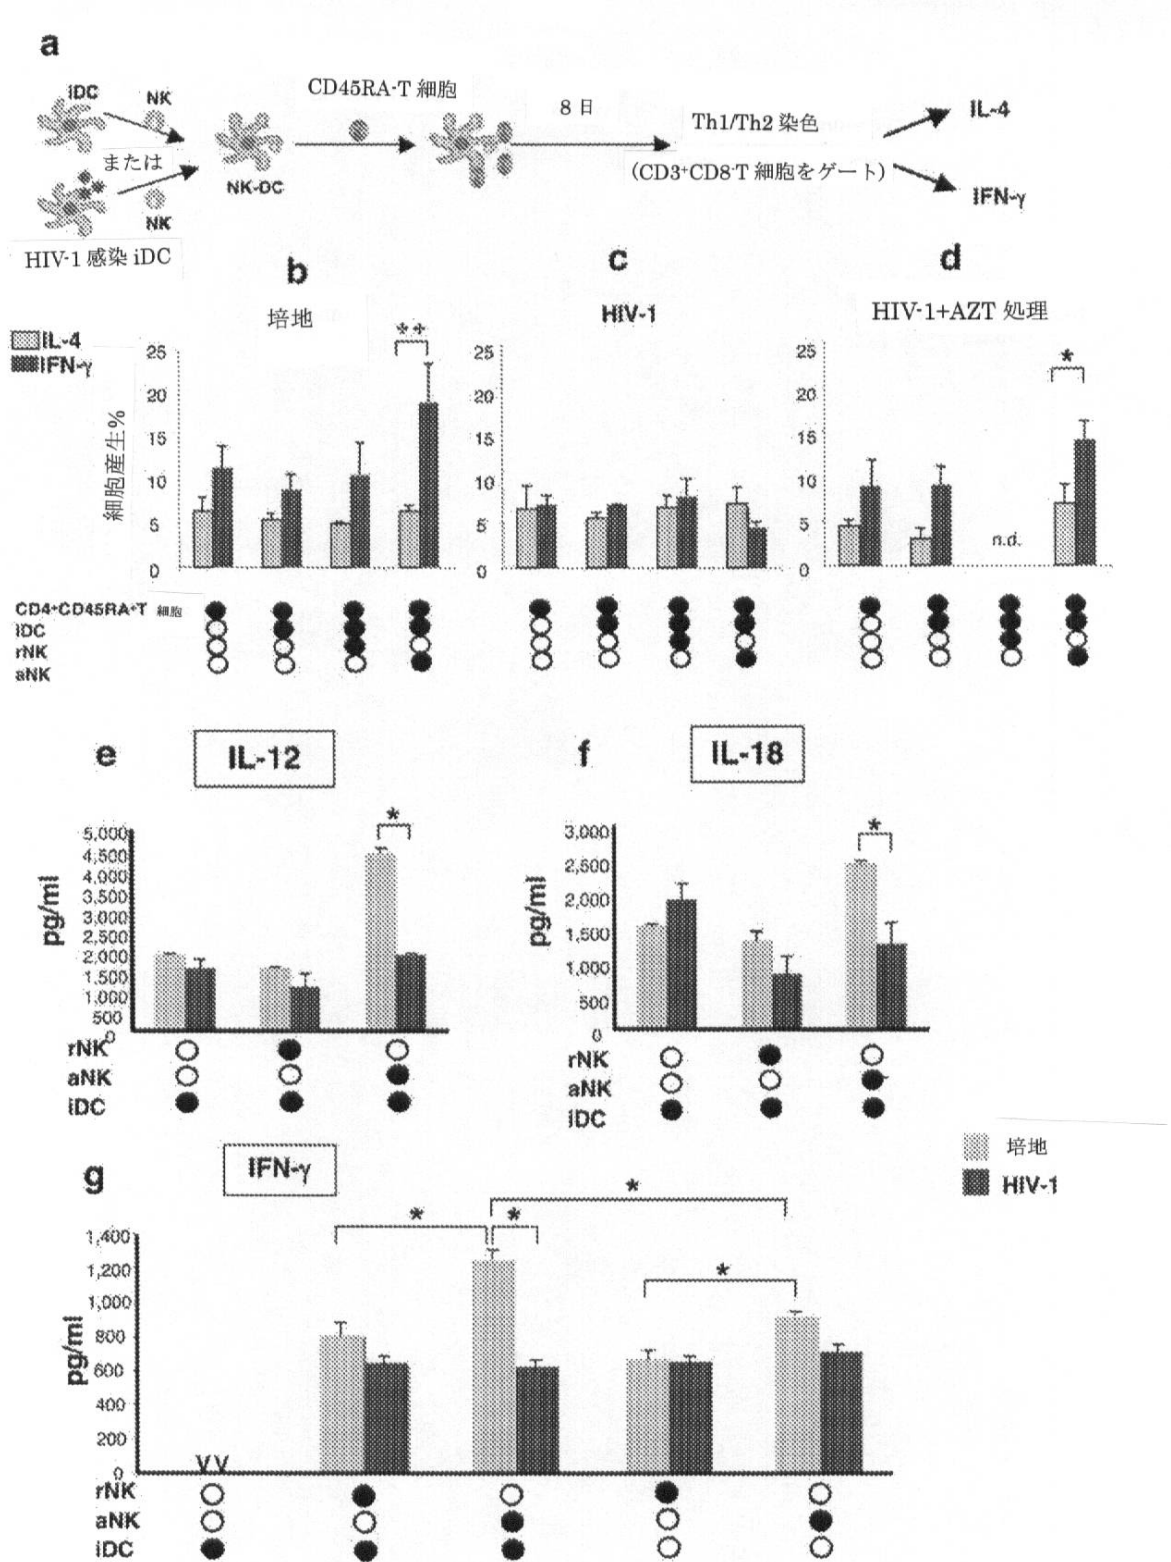 a
iDC
NK
または
NK
HIV-1 感染 iDC
NK-DC
CD45RA-T 細胞
8 日
Th1/Th2 染色
(CD3⁺CD8⁻T 細胞をゲート)
IL-4
IFN-γ
b
培地
c
HIV-1
d
HIV-1+AZT 処理
IL-4
IFN-γ
細胞産生%
25
20
15
10
5
0
**
25
20
15
10
5
0
25
20
15
10
5
0
n.d.
*
CD4⁺CD45RA⁺T 細胞
iDC
rNK
aNK
e
IL-12
pg/ml
5,000
4,500
4,000
3,500
3,000
2,500
2,000
1,500
1,000
500
0
*
rNK
aNK
iDC
f
IL-18
pg/ml
3,000
2,500
2,000
1,500
1,000
500
0
*
rNK
aNK
iDC
培地
HIV-1
g
IFN-γ
pg/ml
1,400
1,200
1,000
800
600
400
200
0
*
*
*
*
VV
rNK
aNK
iDC